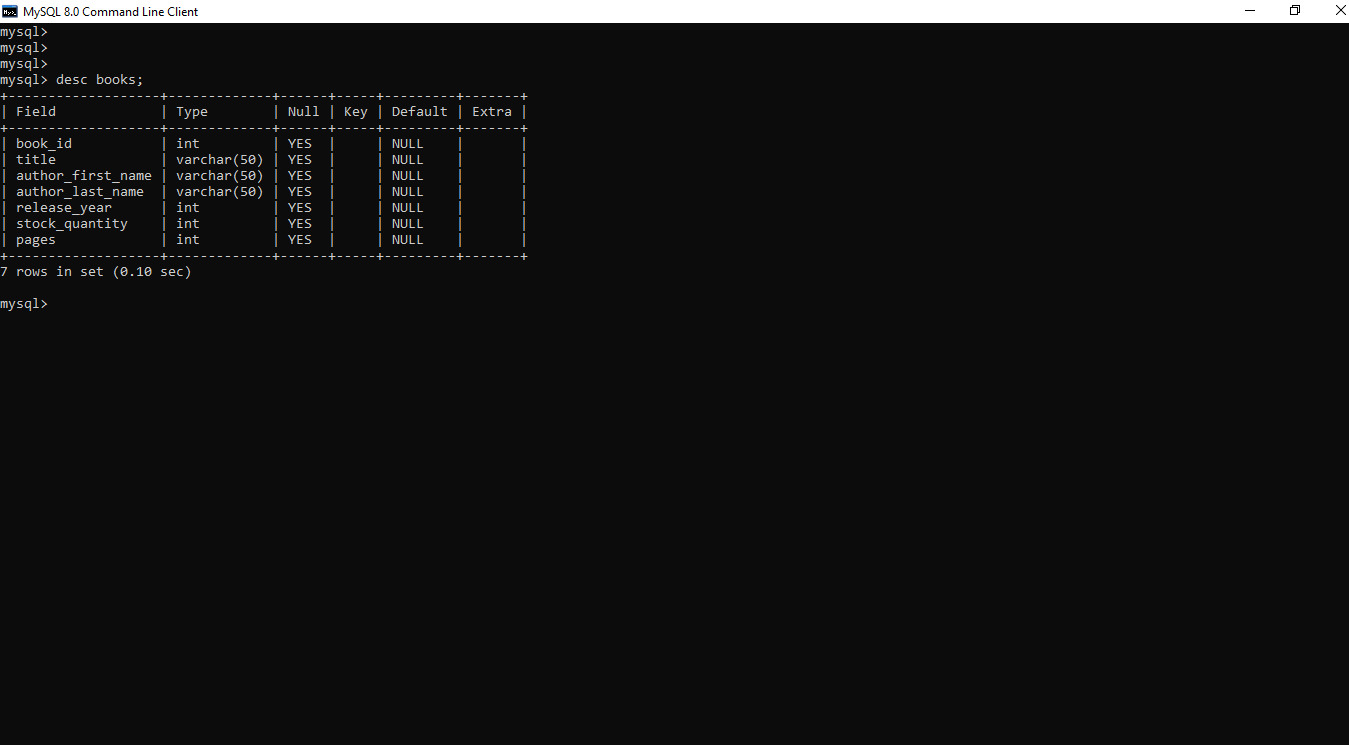 MySQL 8.0 Command Line Client
mysql>
mysql>
mysql>
mysql> desc books;
+-------------------+-------------+------+-----+---------+-------+
| Field             | Type        | Null | Key | Default | Extra |
+-------------------+-------------+------+-----+---------+-------+
| book_id           | int         | YES  |     | NULL    |       |
| title             | varchar(50) | YES  |     | NULL    |       |
| author_first_name | varchar(50) | YES  |     | NULL    |       |
| author_last_name  | varchar(50) | YES  |     | NULL    |       |
| release_year      | int         | YES  |     | NULL    |       |
| stock_quantity    | int         | YES  |     | NULL    |       |
| pages             | int         | YES  |     | NULL    |       |
+-------------------+-------------+------+-----+---------+-------+
7 rows in set (0.10 sec)

mysql>